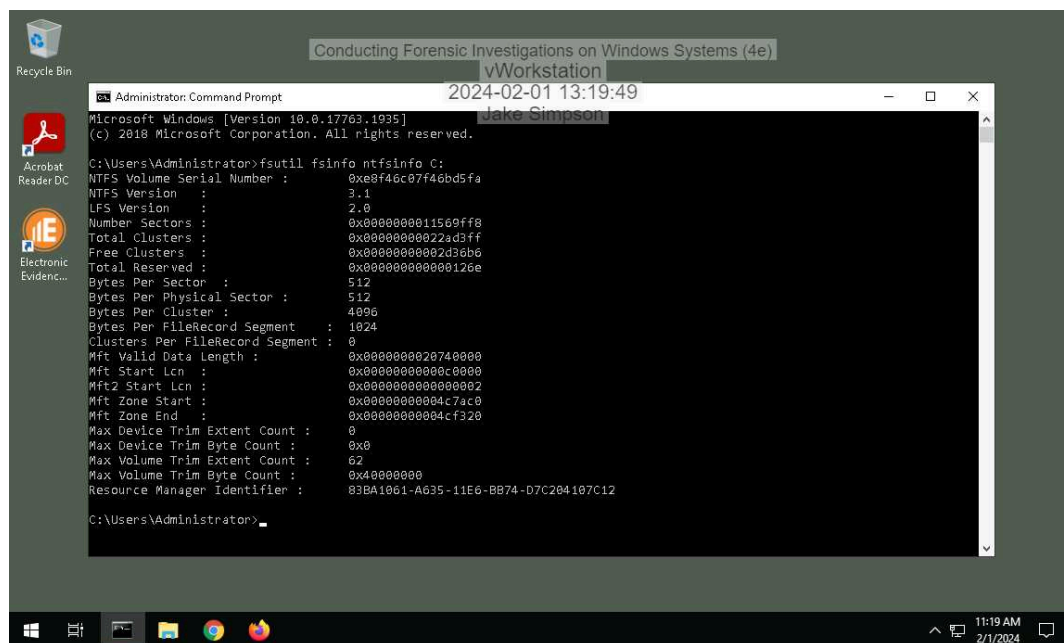 Conducting Forensic Investigations on Windows Systems (4e)
vWorkstation
2024-02-01 13:19:49
Jake Simpson
Recycle Bin
Acrobat
Reader DC
Electronic
Evidenc...
Administrator: Command Prompt
Microsoft Windows [Version 10.0.17763.1935]
(c) 2018 Microsoft Corporation. All rights reserved.
C:\Users\Administrator>fsutil fsinfo ntfsinfo C:
NTFS Volume Serial Number : 0xe8f46c07f46bd5fa
NTFS Version : 3.1
LFS Version : 2.0
Number Sectors : 0x0000000011569ff8
Total Clusters : 0x00000000022ad3ff
Free Clusters : 0x00000000002d36b6
Total Reserved : 0x000000000000126e
Bytes Per Sector : 512
Bytes Per Physical Sector : 512
Bytes Per Cluster : 4096
Bytes Per FileRecord Segment : 1024
Clusters Per FileRecord Segment : 0
Mft Valid Data Length : 0x0000000020740000
Mft Start Lcn : 0x00000000000c0000
Mft2 Start Lcn : 0x0000000000000002
Mft Zone Start : 0x00000000004c7ac0
Mft Zone End : 0x00000000004cf320
Max Device Trim Extent Count : 0
Max Device Trim Byte Count : 0x0
Max Volume Trim Extent Count : 62
Max Volume Trim Byte Count : 0x40000000
Resource Manager Identifier : 83BA1061-A635-11E6-BB74-D7C204107C12
C:\Users\Administrator>
11:19 AM
2/1/2024